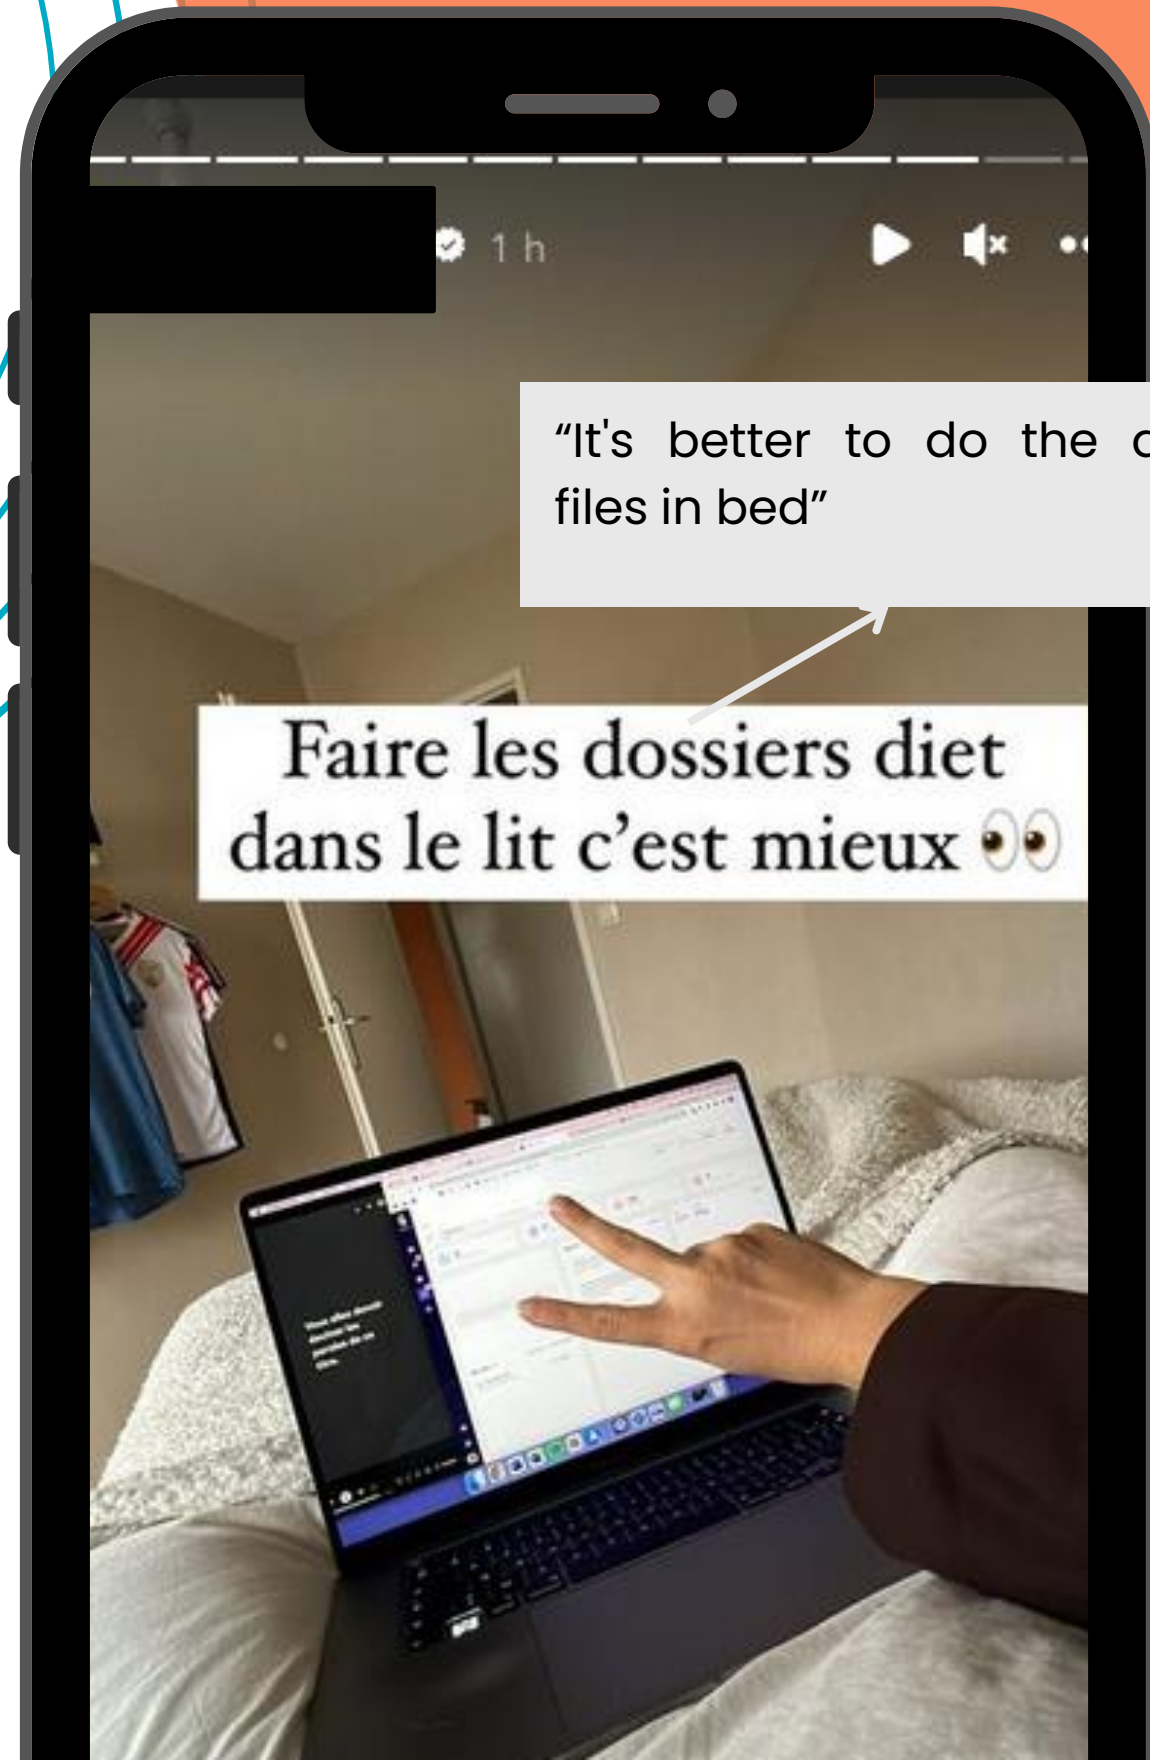 1 h
“It's better to do the
files in bed”
Faire les dossiers diet
dans le lit c’est mieux 👀